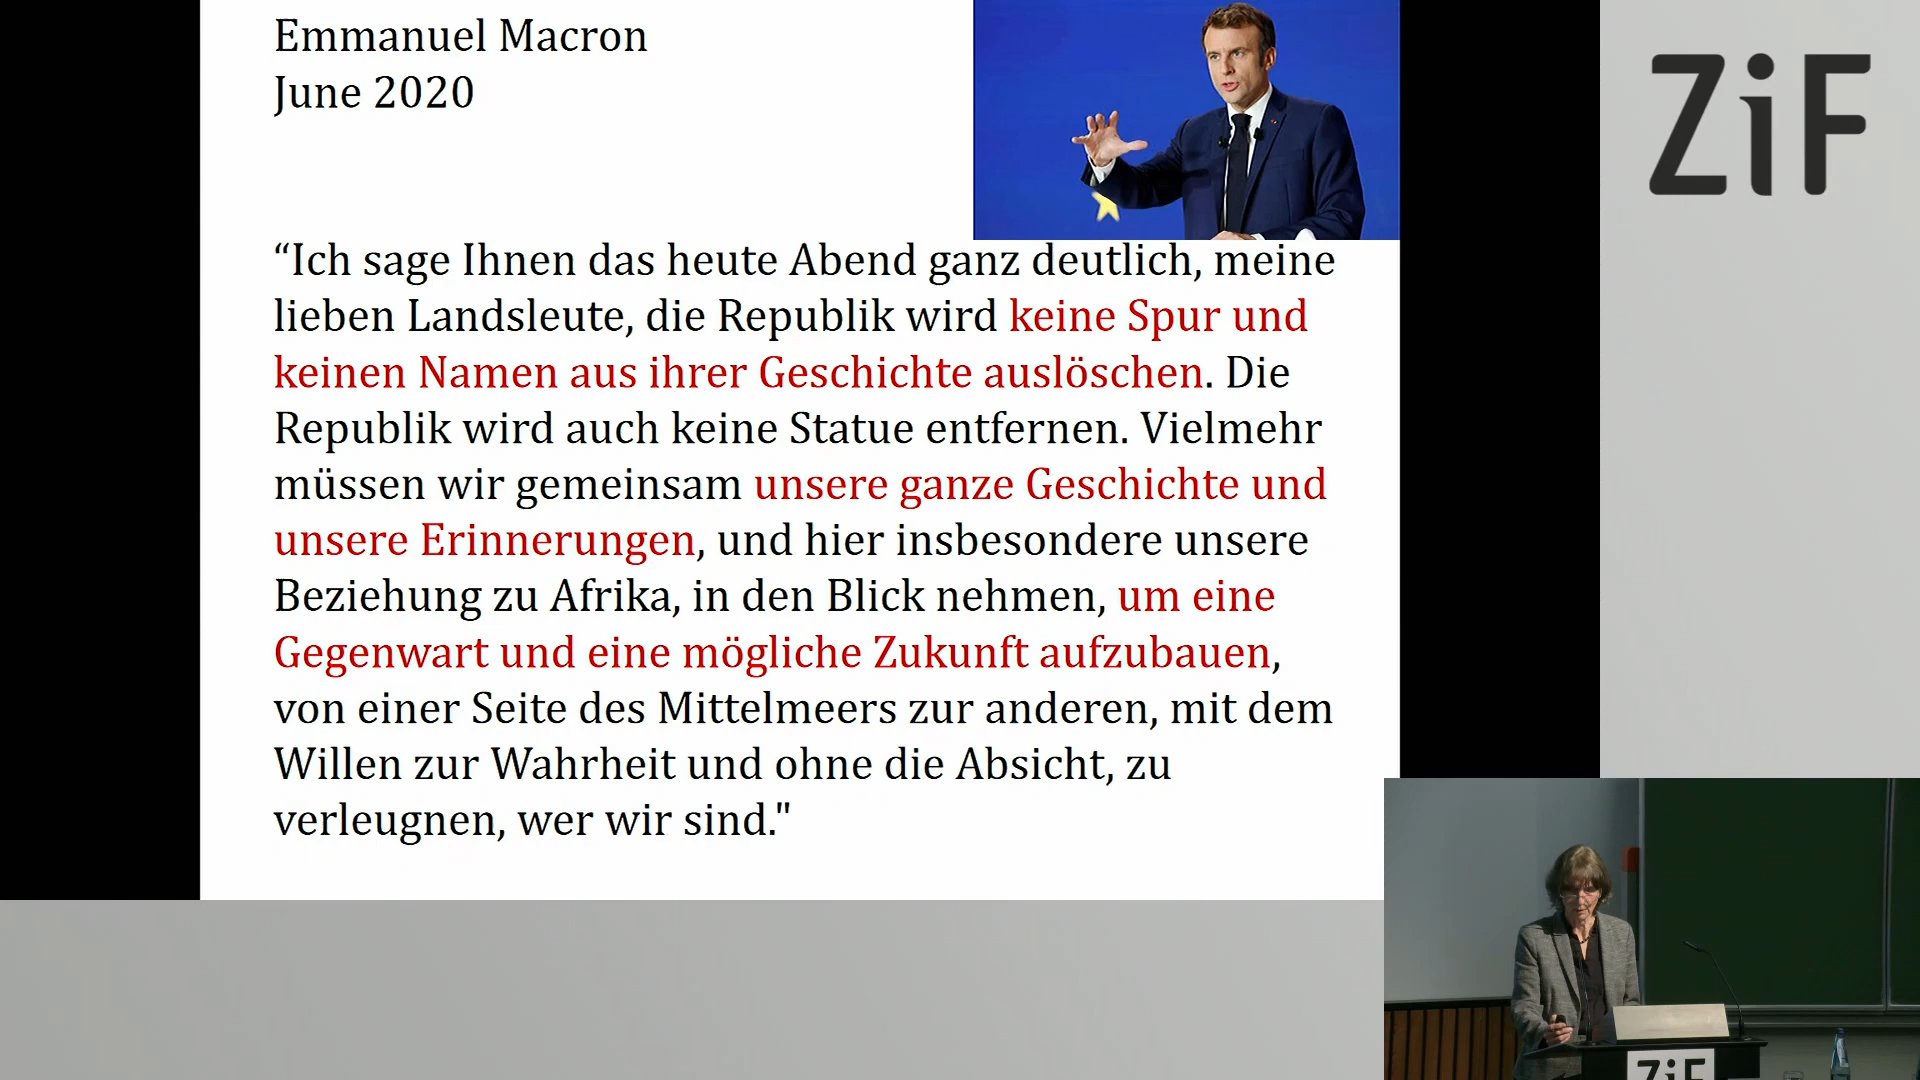 Emmanuel Macron
June 2020
ZiF
“Ich sage Ihnen das heute Abend ganz deutlich, meine
lieben Landsleute, die Republik wird keine Spur und
keinen Namen aus ihrer Geschichte auslöschen. Die
Republik wird auch keine Statue entfernen. Vielmehr
müssen wir gemeinsam unsere ganze Geschichte und
unsere Erinnerungen, und hier insbesondere unsere
Beziehung zu Afrika, in den Blick nehmen, um eine
Gegenwart und eine mögliche Zukunft aufzubauen,
von einer Seite des Mittelmeers zur anderen, mit dem
Willen zur Wahrheit und ohne die Absicht, zu
verleugnen, wer wir sind."
ZiF